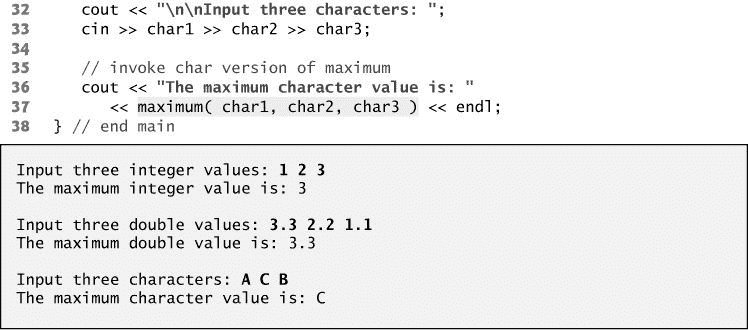 32 cout << "\n\nInput three characters: ";
33 cin >> char1 >> char2 >> char3;
34
35 // invoke char version of maximum
36 cout << "The maximum character value is: "
37 << maximum( char1, char2, char3 ) << endl;
38 } // end main
Input three integer values: 1 2 3
The maximum integer value is: 3
Input three double values: 3.3 2.2 1.1
The maximum double value is: 3.3
Input three characters: A C B
The maximum character value is: C